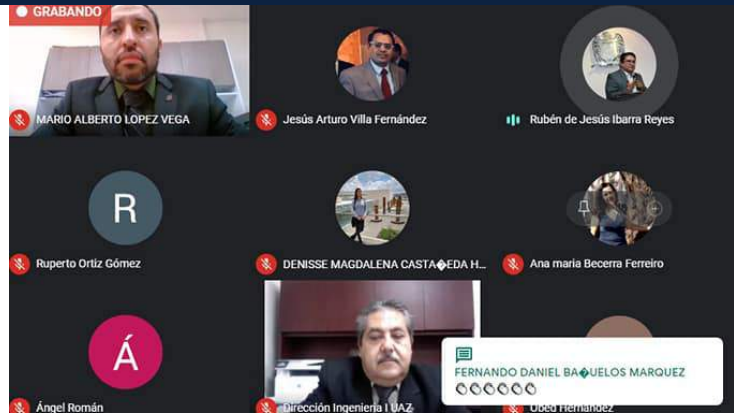 GRABANDO
MARIO ALBERTO LOPEZ VEGA
Jesús Arturo Villa Fernández
Rubén de Jesús Ibarra Reyes
R
Ruperto Ortiz Gómez
DENISSE MAGDALENA CASTA�EDA H...
Ana maria Becerra Ferreiro
Á
Ángel Román
Dirección Ingeniería I UAZ
FERNANDO DANIEL BA�UELOS MARQUEZ
Obed Hernández